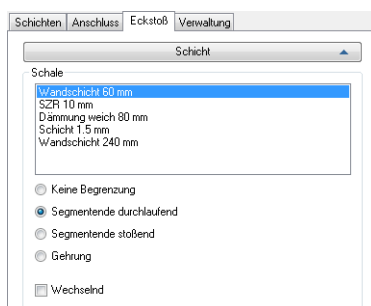 Schichten Anschluss Eckstoß Verwaltung
Schicht
Schale
Wandschicht 60 mm
SZR 10 mm
Dämmung weich 80 mm
Schicht 1.5 mm
Wandschicht 240 mm
Keine Begrenzung
Segmentende durchlaufend
Segmentende stoßend
Gehrung
Wechselnd